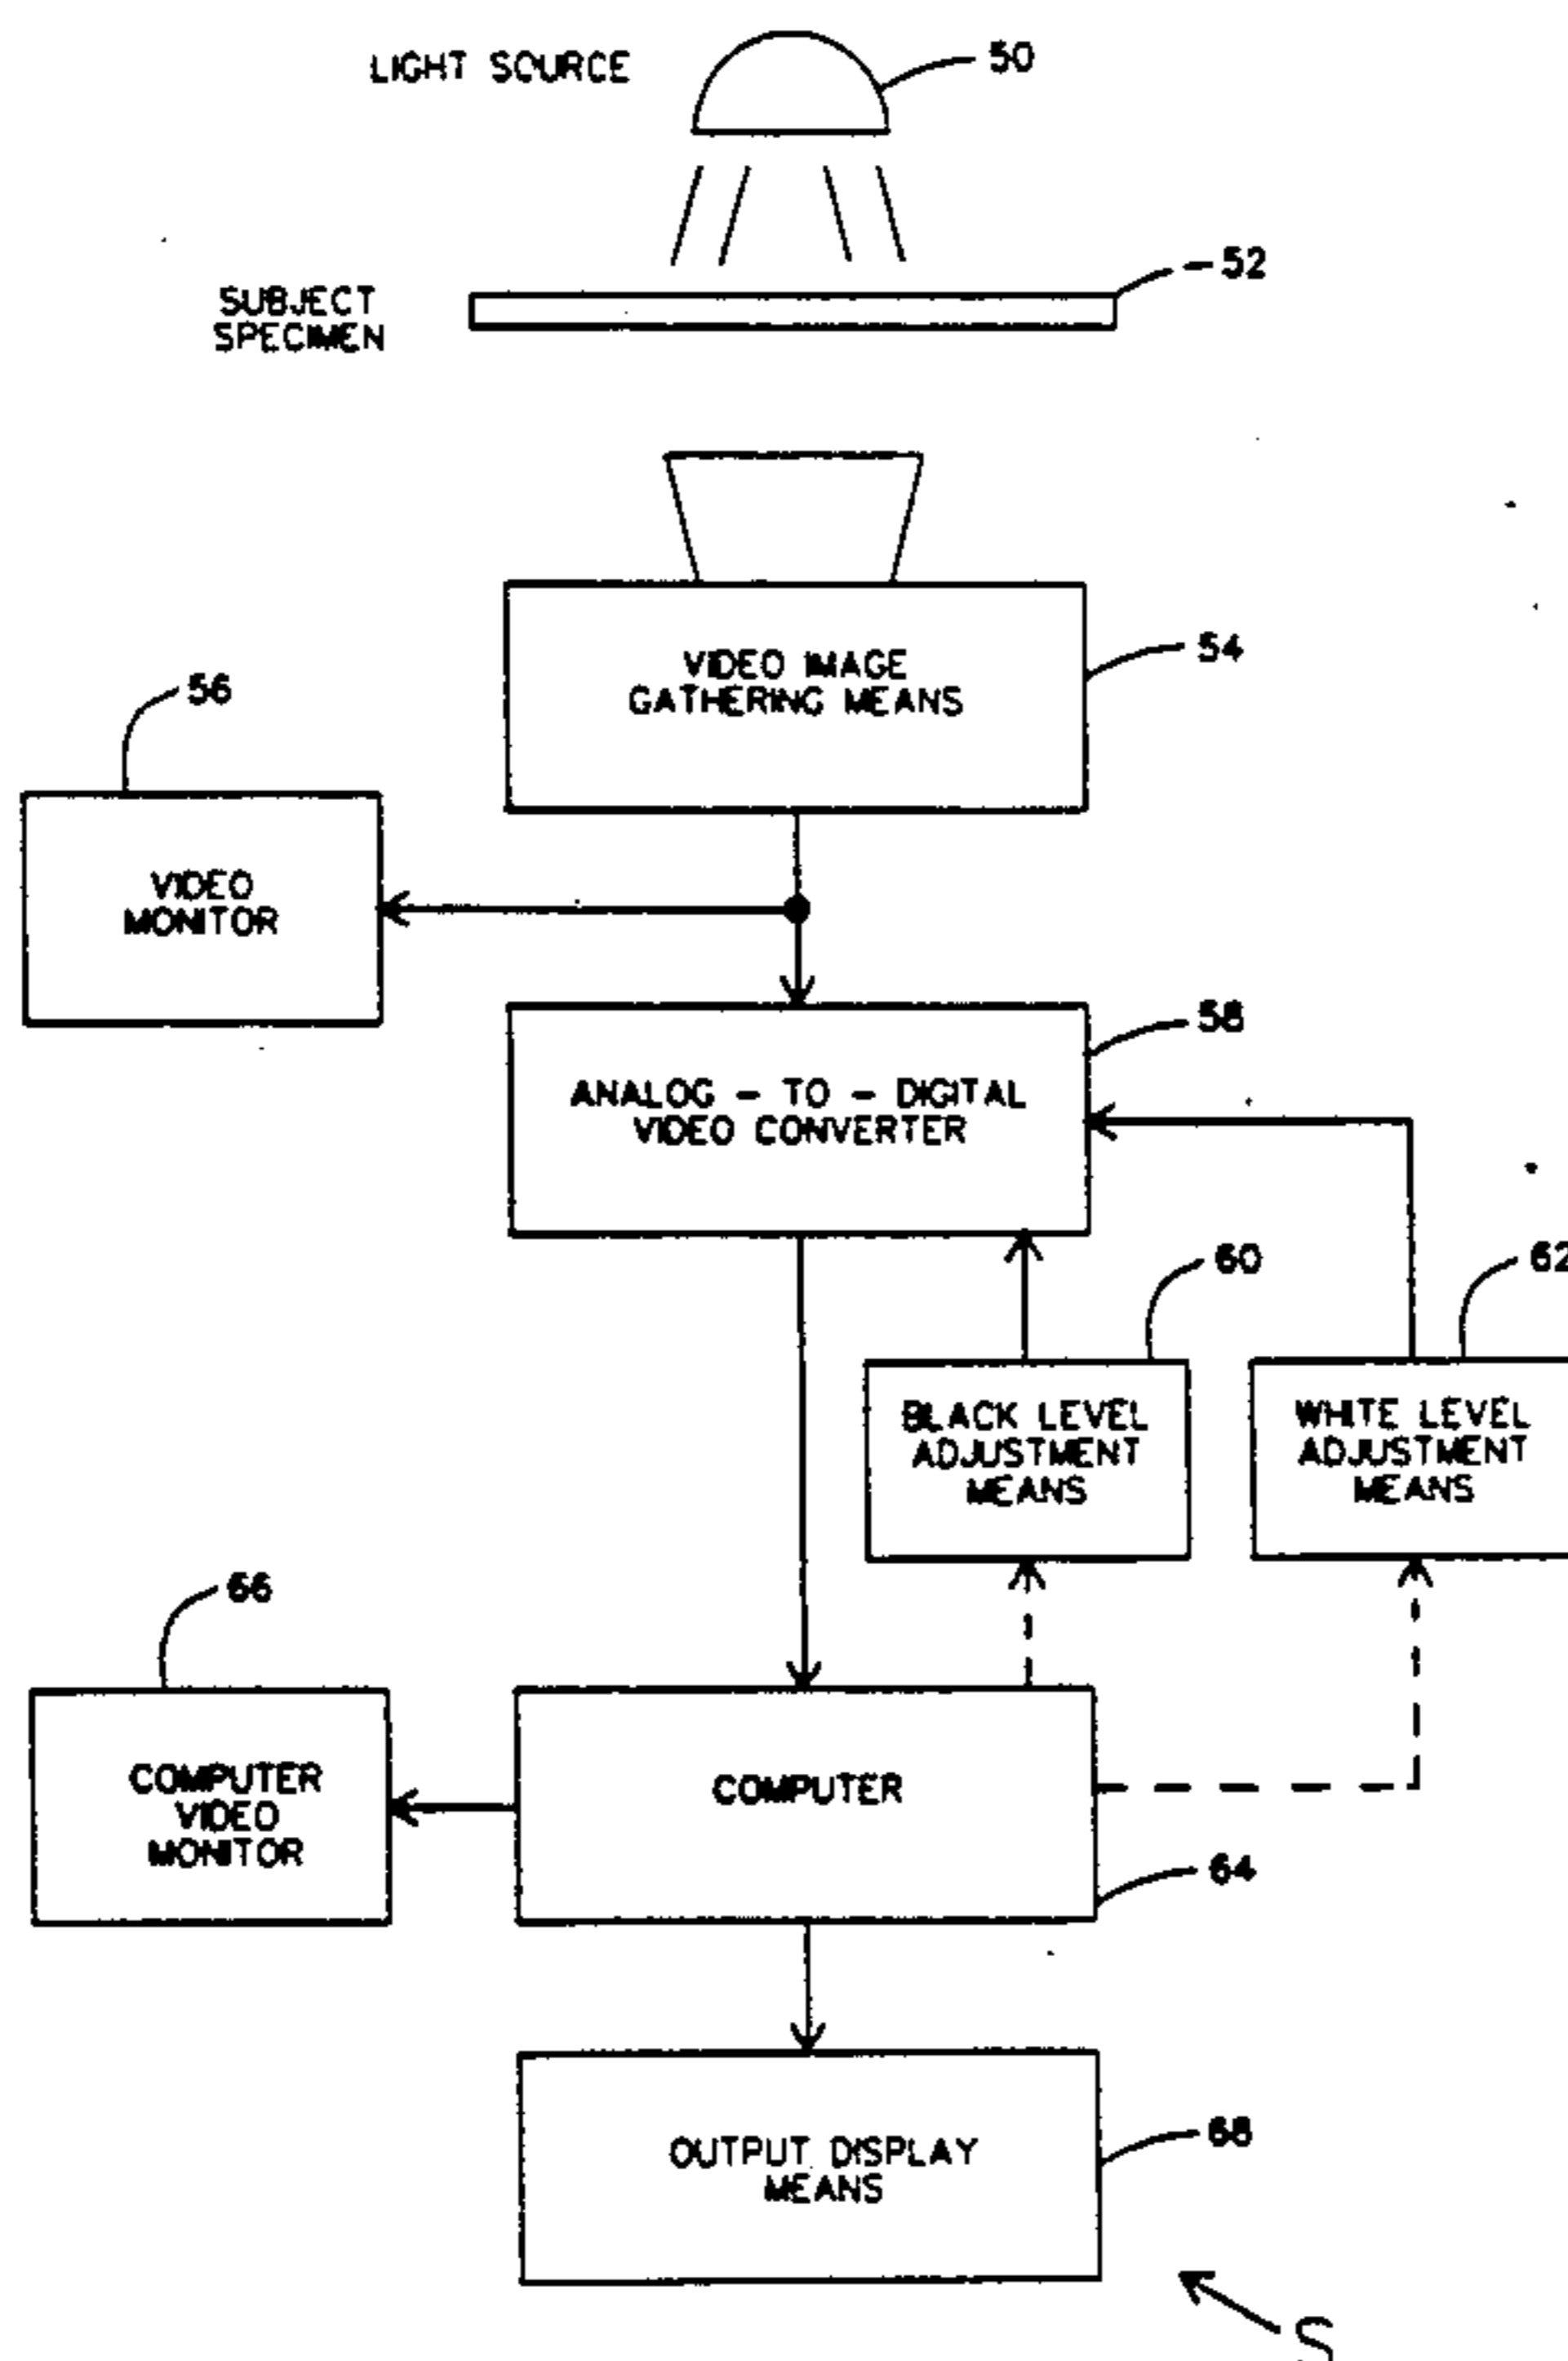 LIGHT SOURCE
50
52
SUBJECT
SPECIMEN
VIDEO IMAGE
GATHERING MEANS
54
56
VIDEO
MONITOR
58
ANALOG - TO - DIGITAL
VIDEO CONVERTER
60
62
BLACK LEVEL
ADJUSTMENT
MEANS
WHITE LEVEL
ADJUSTMENT
MEANS
66
COMPUTER
VIDEO
MONITOR
COMPUTER
64
68
OUTPUT DISPLAY
MEANS
S